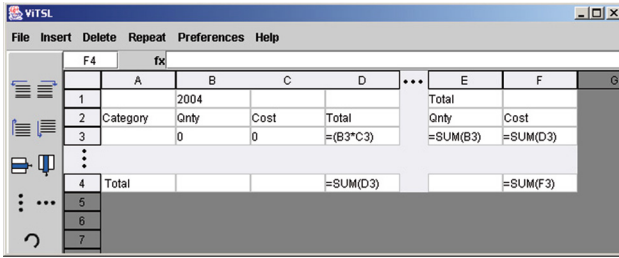 ViTSL
File Insert Delete Repeat Preferences Help
F4 fx
A B C D ••• E F G
1 2004 Total
2 Category Qnty Cost Total Qnty Cost
3 0 0 =(B3*C3) =SUM(B3) =SUM(D3)
4 Total =SUM(D3) =SUM(F3)
5
6
7